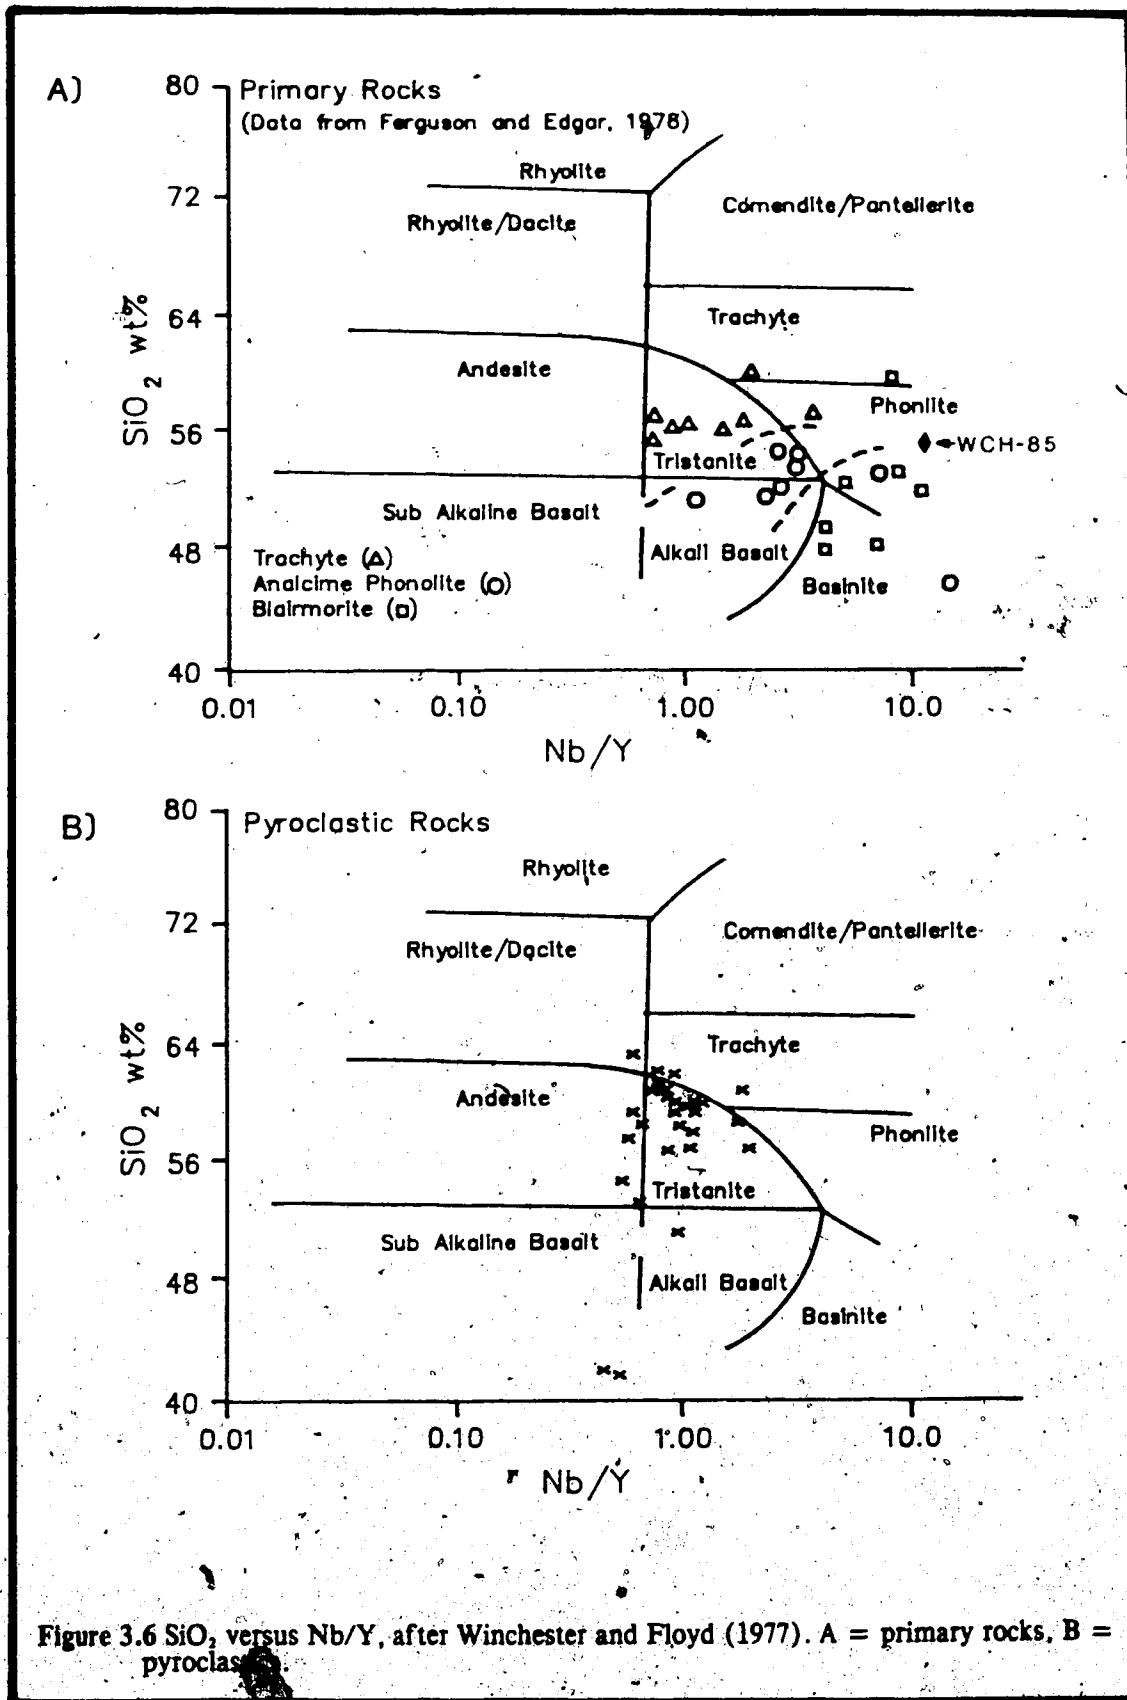 A)
80
Primary Rocks
(Data from Ferguson and Edgar, 1978)
Rhyolite
72
Comendite/Pantellerite
Rhyolite/Dacite
64
Trachyte
Andesite
Phonlite
56
WCH-85
Tristanite
Sub Alkaline Basalt
48
Alkali Basalt
Trachyte (△)
Analcime Phonolite (O)
Basinite
Blairmorite (□)
40
SiO2 wt%
0.01 0.10 1.00 10.0
Nb/Y
B)
80
Pyroclastic Rocks
Rhyolite
72
Comendite/Pantellerite
Rhyolite/Dacite
64
Trachyte
Andesite
Phonlite
56
Tristanite
Sub Alkaline Basalt
48
Alkali Basalt
Basinite
40
SiO2 wt%
0.01 0.10 1.00 10.0
Nb/Y
Figure 3.6 SiO₂ versus Nb/Y, after Winchester and Floyd (1977). A = primary rocks, B =